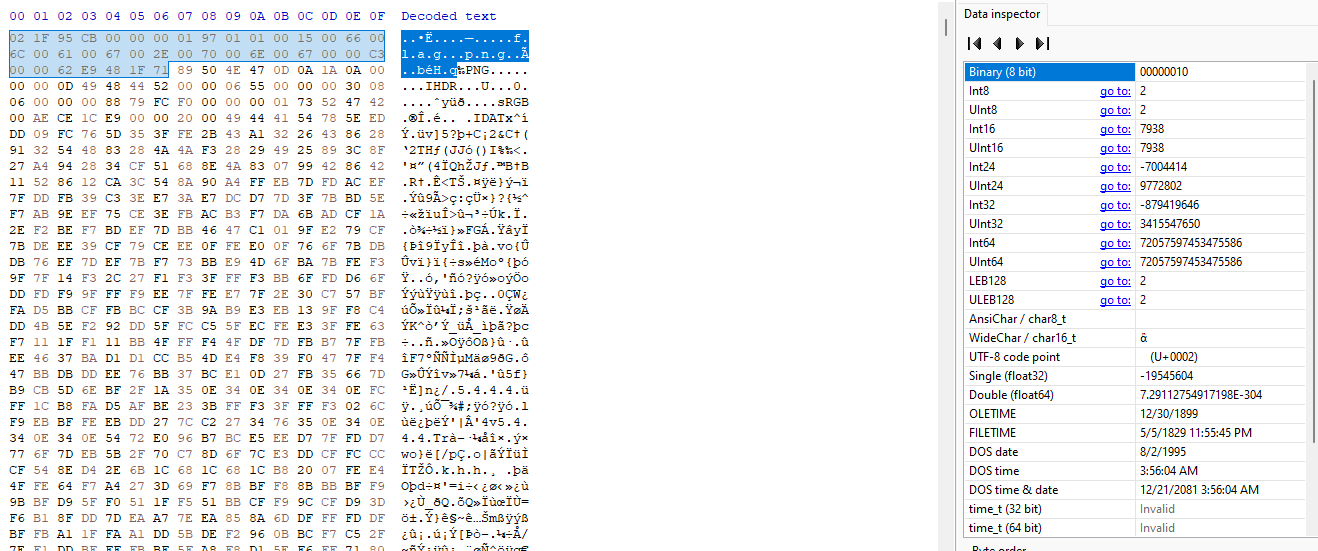 00 01 02 03 04 05 06 07 08 09 0A 0B 0C 0D 0E 0F Decoded text
02 1F 95 CB 00 00 00 01 97 01 01 00 15 00 66 00 ..•Ë....—.....f.
6C 00 61 00 67 00 2E 00 70 00 6E 00 67 00 00 C3 l.a.g...p.n.g..Ã
00 00 62 E9 48 1F 71 89 50 4E 47 0D 0A 1A 0A 00 ..béH.q‰PNG.....
00 00 0D 49 48 44 52 00 00 06 55 00 00 00 30 08 ...IHDR...U...0.
06 00 00 00 88 79 FC F0 00 00 00 01 73 52 47 42 ....ˆyüð....sRGB
00 AE CE 1C E9 00 00 20 00 49 44 41 54 78 5E ED .®Î.é.. .IDATx^í
DD 09 FC 76 5D 35 3F FE 2B 43 A1 32 26 43 86 28 Ý.üv]5?þ+C¡2&C†(
91 32 54 48 83 28 4A 4A F3 28 29 49 25 89 3C 8F ‘2THƒ(JJó()I%‰<.
27 A4 94 28 34 CF 51 68 8E 4A 83 07 99 42 86 42 '¤”(4ÏQhŽJƒ.™B†B
11 52 86 12 CA 3C 54 8A 90 A4 FF EB 7D FD AC EF .R†.Ê<TŠ.¤ÿë}ý¬ï
7F DD FB 39 C3 3E E7 3A E7 DC D7 7D 3F 7B BD 5E .Ýû9Ã>ç:çÜ×}?{½^
F7 AB 9E EF 75 CE 3E FB AC B3 F7 DA 6B AD CF 1A ÷«žïuÎ>û¬³÷Úk.Ï.
2E F2 BE F7 BD EF 7D BB 46 47 C1 01 9F E2 79 CF .ò¾÷½ï}»FGÁ.ŸâyÏ
7B DE EE 39 CF 79 CE EE 0F FE E0 0F 76 6F 7B DB {Þî9ÏyÎî.þà.vo{Û
DB 76 EF 7D EF 7B F7 73 BB E9 4D 6F BA 7B FE F3 Ûvï}ï{÷s»éMoº{þó
9F 7F 14 F3 2C 27 F1 F3 3F FF F3 BB 6F FD D6 6F Ÿ..ó,'ñó?ÿó»oýÖo
DD FD F9 9F FF F9 EE 7F FE E7 7F 2E 30 C7 57 BF ÝýùŸÿùî.þç..0ÇW¿
FA D5 BB CF FB BC CF 3B 9A B9 E3 EB 13 9F F8 C4 úÕ»Ïû¼Ï;š¹ãë.ŸøÄ
DD 4B 5E F2 92 DD 5F FC C5 5F EC FE E3 3F FE 63 ÝK^ò’Ý_üÅ_ìþã?þc
F7 11 1F F1 11 BB 4F FF F4 4F DF 7D FB B7 7F FB ÷..ñ.»OÿôOß}û·.û
EE 46 37 BA D1 D1 CC B5 4D E4 F8 39 F0 47 7F F4 îF7ºÑÑÌµMäø9ðG.ô
47 BB DB DD EE 76 BB 37 BC E1 0D 27 FB 35 66 7D G»ÛÝîv»7¼á.'û5f}
B9 CB 5D 6E BF 2F 1A 35 0E 34 0E 34 0E 34 0E FC ¹Ë]n¿/.5.4.4.4.ü
FF 1C B8 FA D5 AF BE 23 3B FF F3 3F FF F3 02 6C ÿ.¸úÕ¯¾#;ÿó?ÿó.l
F9 EB BF FE EB DD 27 7C C2 27 34 76 35 0E 34 0E ùë¿þëÝ'|Â'4v5.4.
34 0E 34 0E 54 72 E0 96 B7 BC E5 EE D7 7F FD D7 4.4.Trà–·¼åî×.ý×
77 6F 7D EB 5B 2F 70 C7 8D 6F 7C E3 DD CF FC CC wo}ë[/pÇ.o|ãÝÏüÌ
CF 54 8E D4 2E 6B 1C 68 1C 68 1C B8 20 07 FE E4 ÏTŽÔ.k.h.h.¸ .þä
4F FE 64 F7 A4 27 3D 69 F7 8B BF F8 8B BB BF F9 Oþd÷¤'=i÷‹¿ø‹»¿ù
9B BF D9 5F F0 51 1F F5 51 BB CF F9 9C CF D9 3D ›¿Ù_ðQ.õQ»ÏùœÏÙ=
F6 B1 8F DD 7D EA A7 7E EA 85 8A 6D DF FF FD DF ö±.Ý}ê§~ê…Šmßÿýß
BF FB A1 1F FA A1 DD 5B DE F2 96 0B BC F7 C5 2F ¿û¡.ú¡Ý[Þò–.¼÷Å/
Data inspector
Binary (8 bit) 00000010
Int8 go to: 2
UInt8 go to: 2
Int16 go to: 7938
UInt16 go to: 7938
Int24 go to: -7004414
UInt24 go to: 9772802
Int32 go to: -879419646
UInt32 go to: 3415547650
Int64 go to: 72057597453475586
UInt64 go to: 72057597453475586
LEB128 go to: 2
ULEB128 go to: 2
AnsiChar / char8_t
WideChar / char16_t ἂ
UTF-8 code point (U+0002)
Single (float32) -19545604
Double (float64) 7.29112754917198E-304
OLETIME 12/30/1899
FILETIME 5/5/1829 11:55:45 PM
DOS date 8/2/1995
DOS time 3:56:04 AM
DOS time & date 12/21/2081 3:56:04 AM
time_t (32 bit) Invalid
time_t (64 bit) Invalid